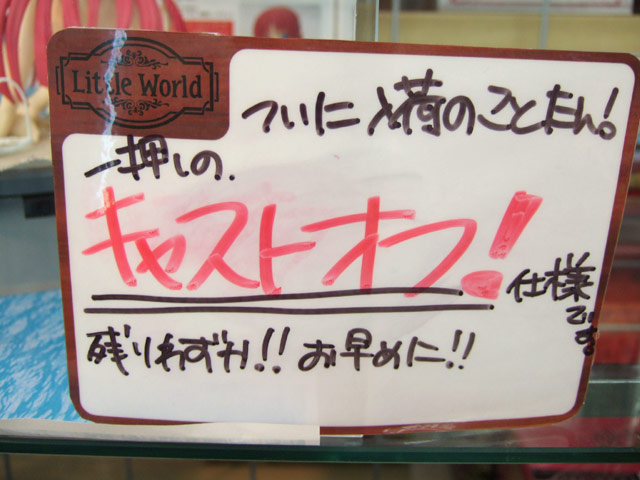 Little World
ついに入荷のことたん!
一押しの.
キャストオフ!
仕様です
残りわずか!! お早めに!!